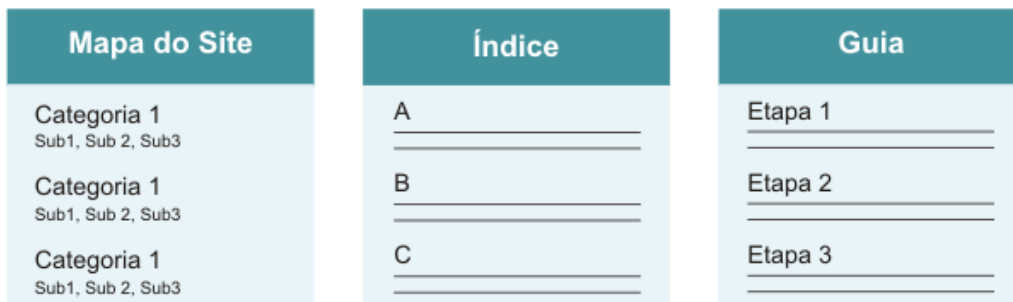 Mapa do Site
Categoria 1
Sub1, Sub 2, Sub3
Categoria 1
Sub1, Sub 2, Sub3
Categoria 1
Sub1, Sub 2, Sub3
Índice
A
B
C
Guia
Etapa 1
Etapa 2
Etapa 3